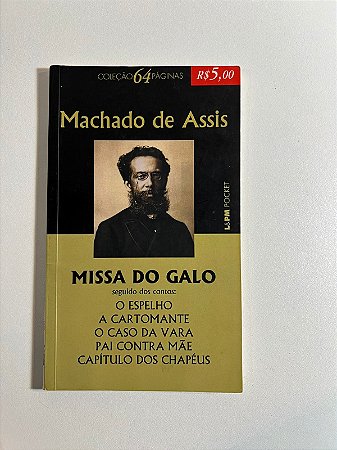 COLEÇÃO 64 PÁGINAS
R$5,00
Machado de Assis
L&PM POCKET
MISSA DO GALO
seguido dos contos:
O ESPELHO
A CARTOMANTE
O CASO DA VARA
PAI CONTRA MÃE
CAPÍTULO DOS CHAPÉUS